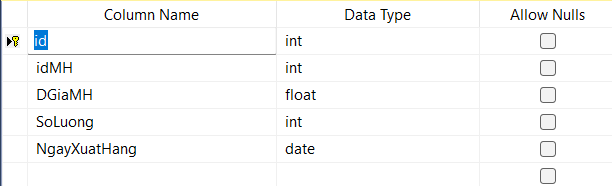 Column Name Data Type Allow Nulls
id int
idMH int
DGiaMH float
SoLuong int
NgayXuatHang date